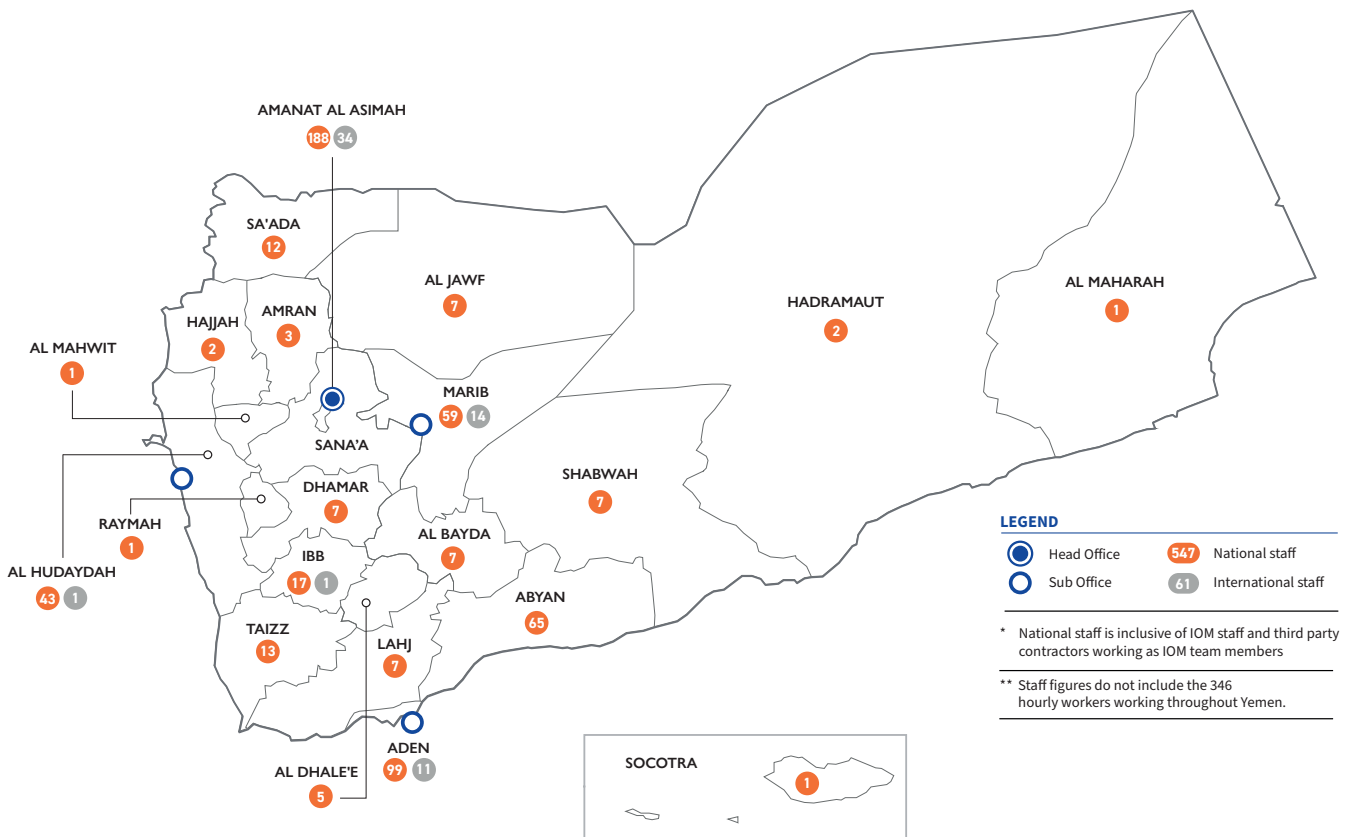 AMANAT AL ASIMAH
188 34
SA'ADA
12
AL JAWF
7
HADRAMAUT
2
AL MAHARAH
1
HAJJAH
2
AMRAN
3
AL MAHWIT
1
MARIB
59 14
SANA'A
SHABWAH
7
DHAMAR
7
RAYMAH
1
AL BAYDA
7
IBB
17 1
AL HUDAYDAH
43 1
ABYAN
65
TAIZZ
13
LAHJ
7
ADEN
99 11
AL DHALE'E
5
SOCOTRA
1
LEGEND
Head Office 547 National staff
Sub Office 61 International staff
* National staff is inclusive of IOM staff and third party
contractors working as IOM team members
** Staff figures do not include the 346
hourly workers working throughout Yemen.